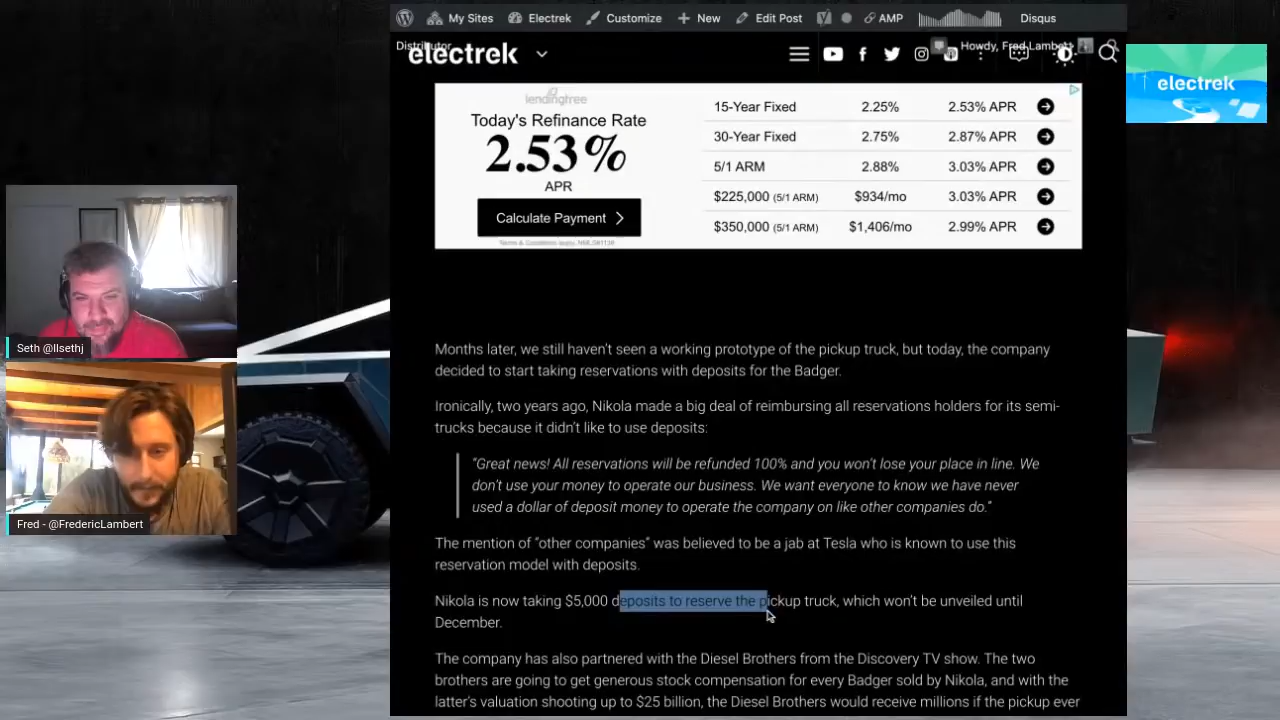 My Sites
Electrek
Customize
New
Edit Post
AMP
Disqus
Distributor
Howdy, Fred Lambert
electrek
electrek
lendingtree
Today's Refinance Rate
2.53%
APR
Calculate Payment
15-Year Fixed 2.25% 2.53% APR
30-Year Fixed 2.75% 2.87% APR
5/1 ARM 2.88% 3.03% APR
$225,000 (5/1 ARM) $934/mo 3.03% APR
$350,000 (5/1 ARM) $1,406/mo 2.99% APR
Seth @llsethj
Fred - @FredericLambert
Months later, we still haven't seen a working prototype of the pickup truck, but today, the company
decided to start taking reservations with deposits for the Badger.
Ironically, two years ago, Nikola made a big deal of reimbursing all reservations holders for its semi-
trucks because it didn't like to use deposits:
“Great news! All reservations will be refunded 100% and you won't lose your place in line. We
don't use your money to operate our business. We want everyone to know we have never
used a dollar of deposit money to operate the company on like other companies do.”
The mention of “other companies” was believed to be a jab at Tesla who is known to use this
reservation model with deposits.
Nikola is now taking $5,000 deposits to reserve the pickup truck, which won't be unveiled until
December.
The company has also partnered with the Diesel Brothers from the Discovery TV show. The two
brothers are going to get generous stock compensation for every Badger sold by Nikola, and with the
latter's valuation shooting up to $25 billion, the Diesel Brothers would receive millions if the pickup ever